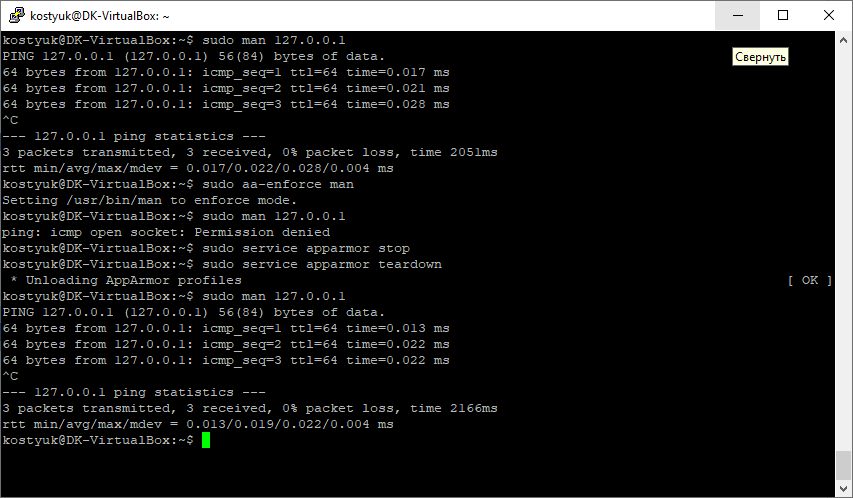 kostyuk@DK-VirtualBox: ~
Свернуть
kostyuk@DK-VirtualBox:~$ sudo man 127.0.0.1
PING 127.0.0.1 (127.0.0.1) 56(84) bytes of data.
64 bytes from 127.0.0.1: icmp_seq=1 ttl=64 time=0.017 ms
64 bytes from 127.0.0.1: icmp_seq=2 ttl=64 time=0.021 ms
64 bytes from 127.0.0.1: icmp_seq=3 ttl=64 time=0.028 ms
^C
--- 127.0.0.1 ping statistics ---
3 packets transmitted, 3 received, 0% packet loss, time 2051ms
rtt min/avg/max/mdev = 0.017/0.022/0.028/0.004 ms
kostyuk@DK-VirtualBox:~$ sudo aa-enforce man
Setting /usr/bin/man to enforce mode.
kostyuk@DK-VirtualBox:~$ sudo man 127.0.0.1
ping: icmp open socket: Permission denied
kostyuk@DK-VirtualBox:~$ sudo service apparmor stop
kostyuk@DK-VirtualBox:~$ sudo service apparmor teardown
 * Unloading AppArmor profiles [ OK ]
kostyuk@DK-VirtualBox:~$ sudo man 127.0.0.1
PING 127.0.0.1 (127.0.0.1) 56(84) bytes of data.
64 bytes from 127.0.0.1: icmp_seq=1 ttl=64 time=0.013 ms
64 bytes from 127.0.0.1: icmp_seq=2 ttl=64 time=0.022 ms
64 bytes from 127.0.0.1: icmp_seq=3 ttl=64 time=0.022 ms
^C
--- 127.0.0.1 ping statistics ---
3 packets transmitted, 3 received, 0% packet loss, time 2166ms
rtt min/avg/max/mdev = 0.013/0.019/0.022/0.004 ms
kostyuk@DK-VirtualBox:~$